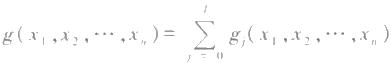 g(x₁,x₂,⋯,xₙ)= ∑_{j=0}^{l} g_j(x₁,x₂,⋯,xₙ)